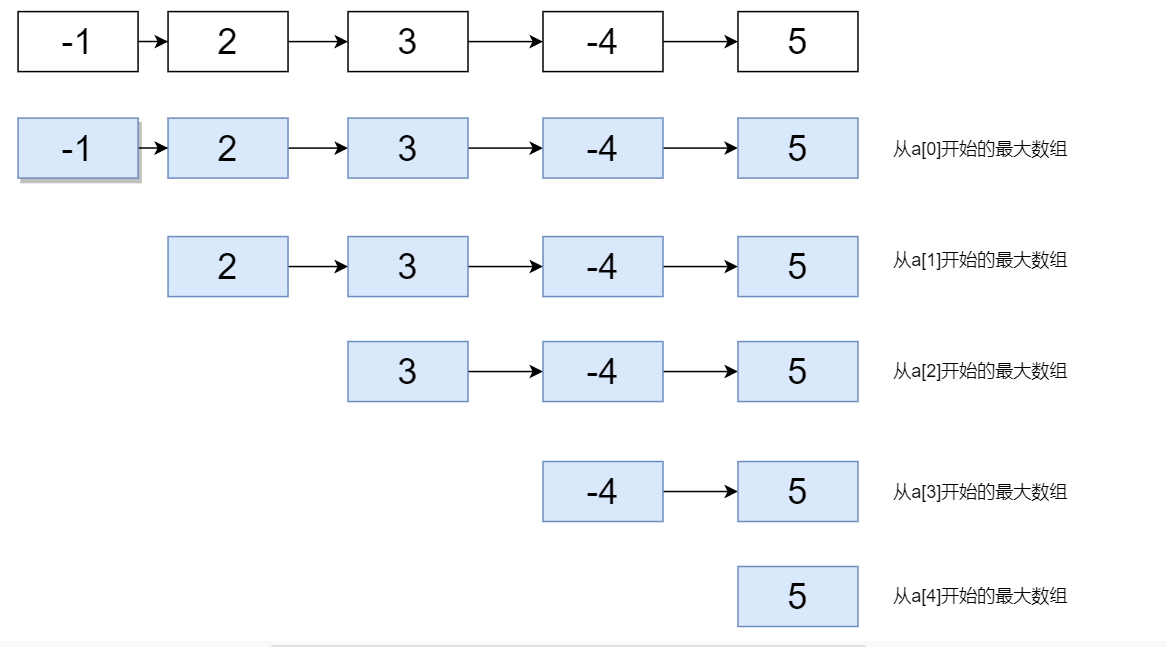 -1 2 3 -4 5
-1 2 3 -4 5 从a[0]开始的最大数组
2 3 -4 5 从a[1]开始的最大数组
3 -4 5 从a[2]开始的最大数组
-4 5 从a[3]开始的最大数组
5 从a[4]开始的最大数组